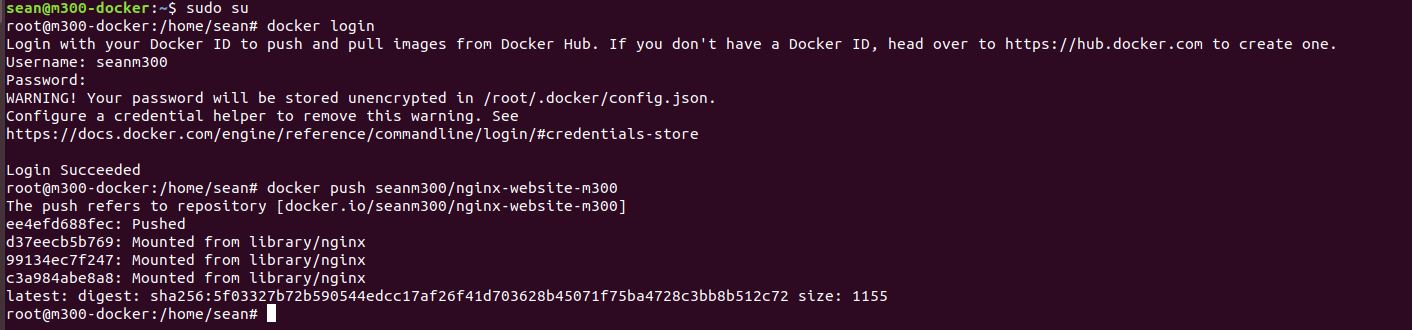 sean@m300-docker:~$ sudo su
root@m300-docker:/home/sean# docker login
Login with your Docker ID to push and pull images from Docker Hub. If you don't have a Docker ID, head over to https://hub.docker.com to create one.
Username: seanm300
Password:
WARNING! Your password will be stored unencrypted in /root/.docker/config.json.
Configure a credential helper to remove this warning. See
https://docs.docker.com/engine/reference/commandline/login/#credentials-store
Login Succeeded
root@m300-docker:/home/sean# docker push seanm300/nginx-website-m300
The push refers to repository [docker.io/seanm300/nginx-website-m300]
ee4efd688fec: Pushed
d37eecb5b769: Mounted from library/nginx
99134ec7f247: Mounted from library/nginx
c3a984abe8a8: Mounted from library/nginx
latest: digest: sha256:5f03327b72b590544edcc17af26f41d703628b45071f75ba4728c3bb8b512c72 size: 1155
root@m300-docker:/home/sean#